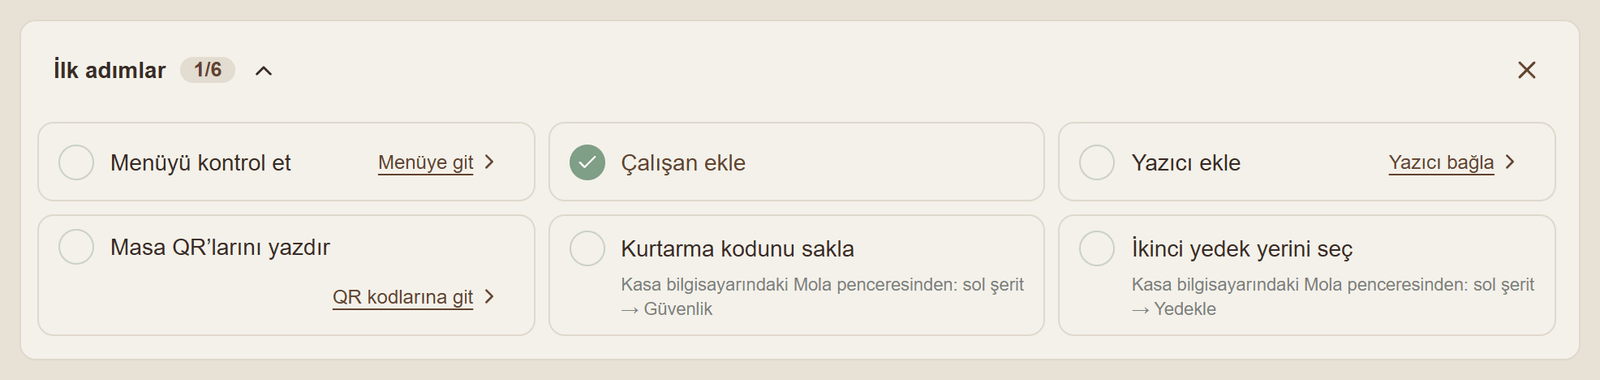 İlk adımlar 1/6
Menüyü kontrol et Menüye git
Çalışan ekle
Yazıcı ekle Yazıcı bağla
Masa QR’larını yazdır
QR kodlarına git
Kurtarma kodunu sakla
Kasa bilgisayarındaki Mola penceresinden: sol şerit
→ Güvenlik
İkinci yedek yerini seç
Kasa bilgisayarındaki Mola penceresinden: sol şerit
→ Yedekle